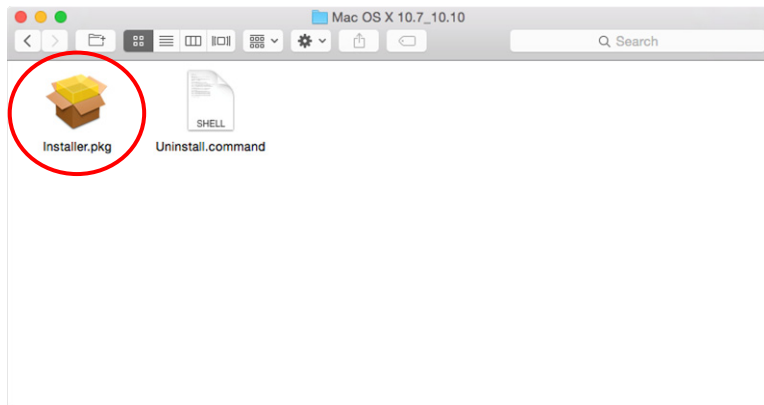 Mac OS X 10.7_10.10
Search
SHELL
Installer.pkg
Uninstall.command